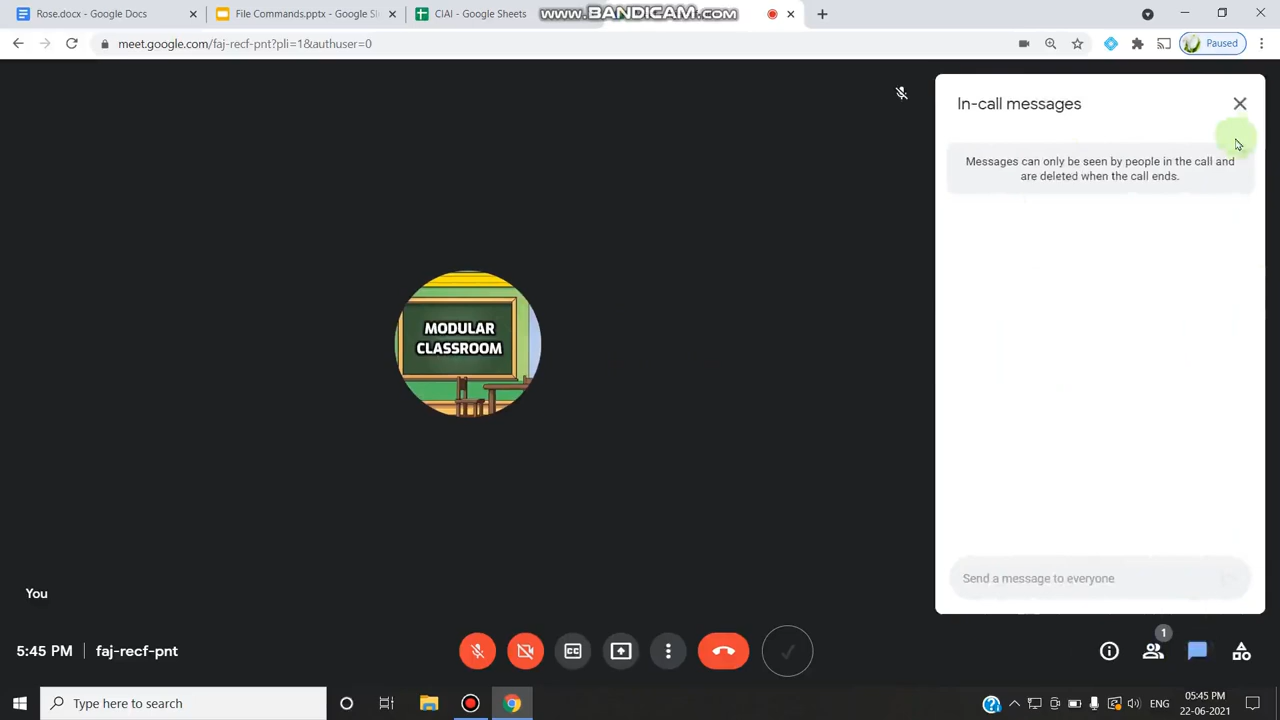 Rose.docx - Google Docs
File Commands.pptx - Google Sl
CIAL - Google Sheets
WWW.BANDICAM.COM
meet.google.com/faj-recf-pnt?pli=1&authuser=0
Paused
In-call messages
Messages can only be seen by people in the call and
are deleted when the call ends.
MODULAR
CLASSROOM
Send a message to everyone
You
5:45 PM
faj-recf-pnt
1
Type here to search
ENG
05:45 PM
22-06-2021